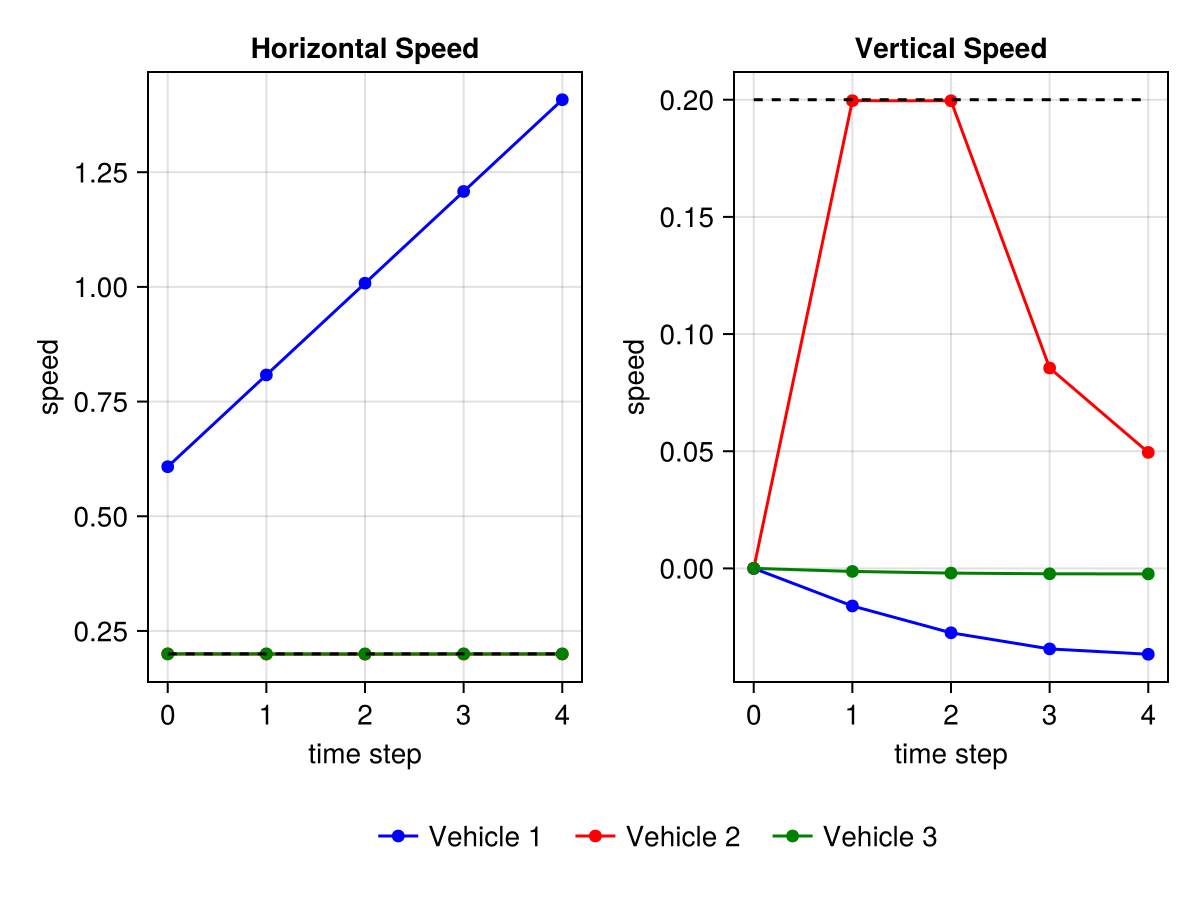 Horizontal Speed
speed
1.25
1.00
0.75
0.50
0.25
0 1 2 3 4
time step
Vertical Speed
speed
0.20
0.15
0.10
0.05
0.00
0 1 2 3 4
time step
Vehicle 1 Vehicle 2 Vehicle 3